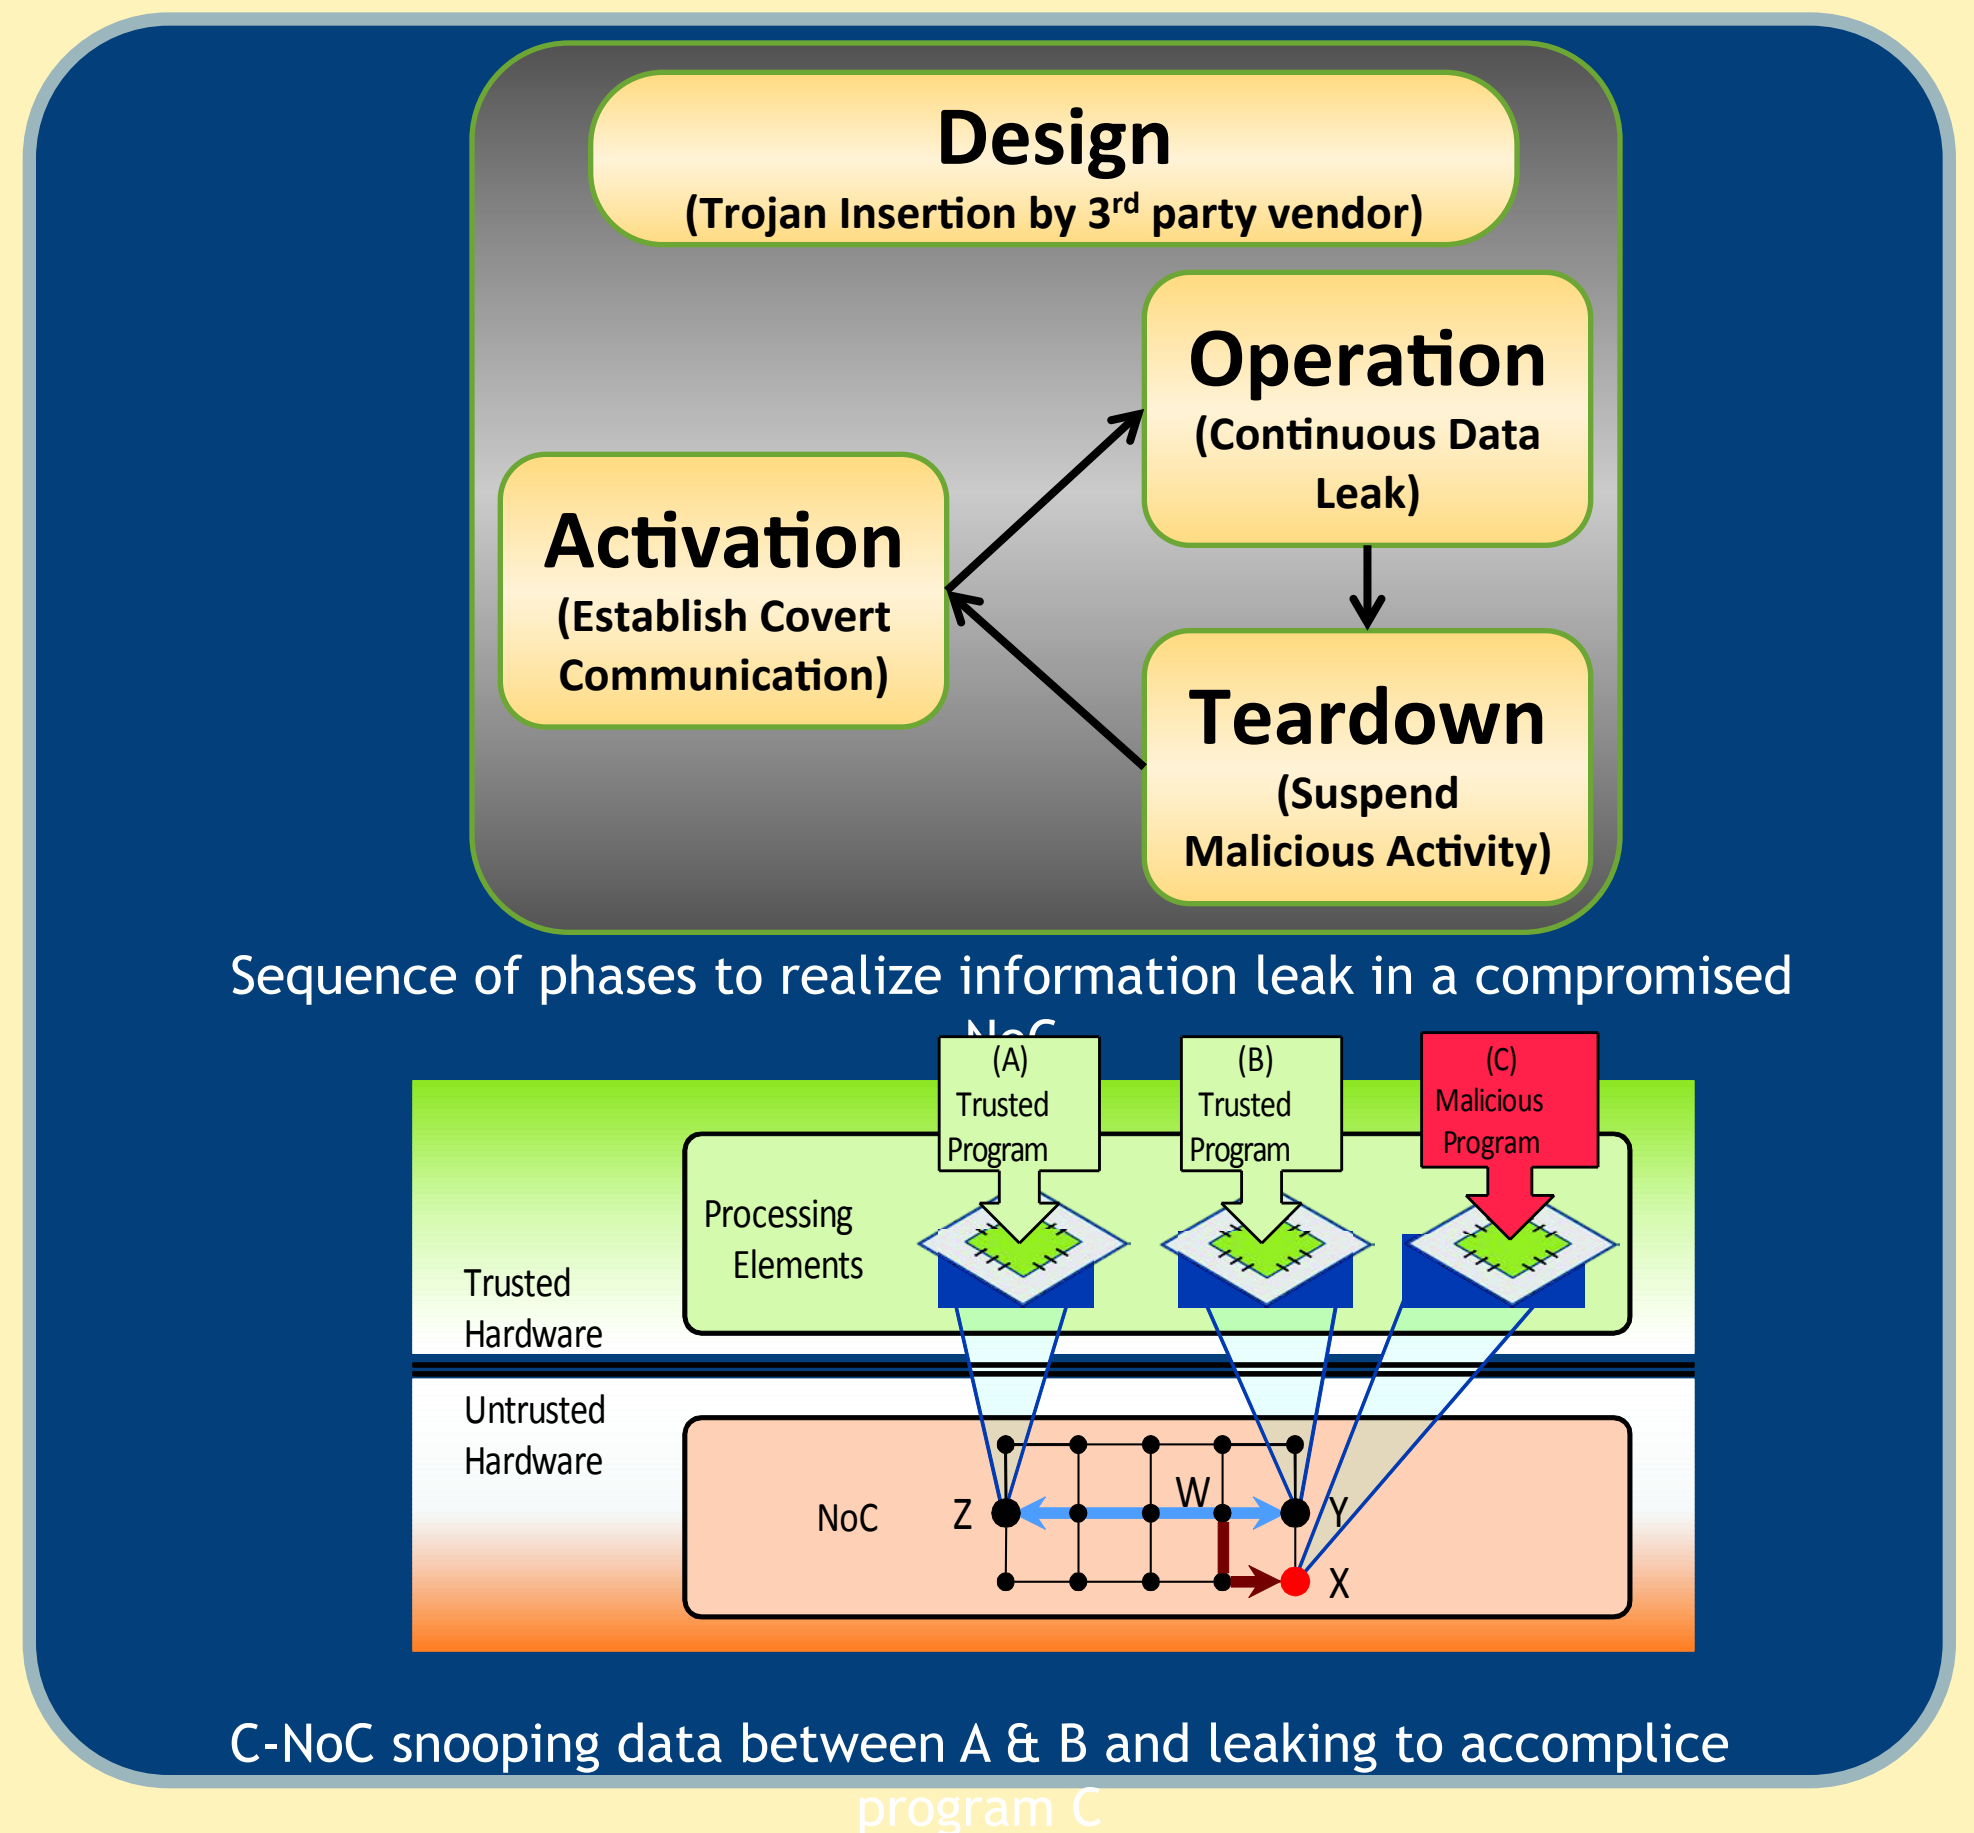 Design
(Trojan Insertion by 3rd party vendor)
Operation
(Continuous Data
Leak)
Activation
(Establish Covert
Communication)
Teardown
(Suspend
Malicious Activity)
Sequence of phases to realize information leak in a compromised
NoC
(A)
Trusted
Program
(B)
Trusted
Program
(C)
Malicious
Program
Processing
Elements
Trusted
Hardware
Untrusted
Hardware
NoC
Z
W
Y
X
C-NoC snooping data between A & B and leaking to accomplice
program C